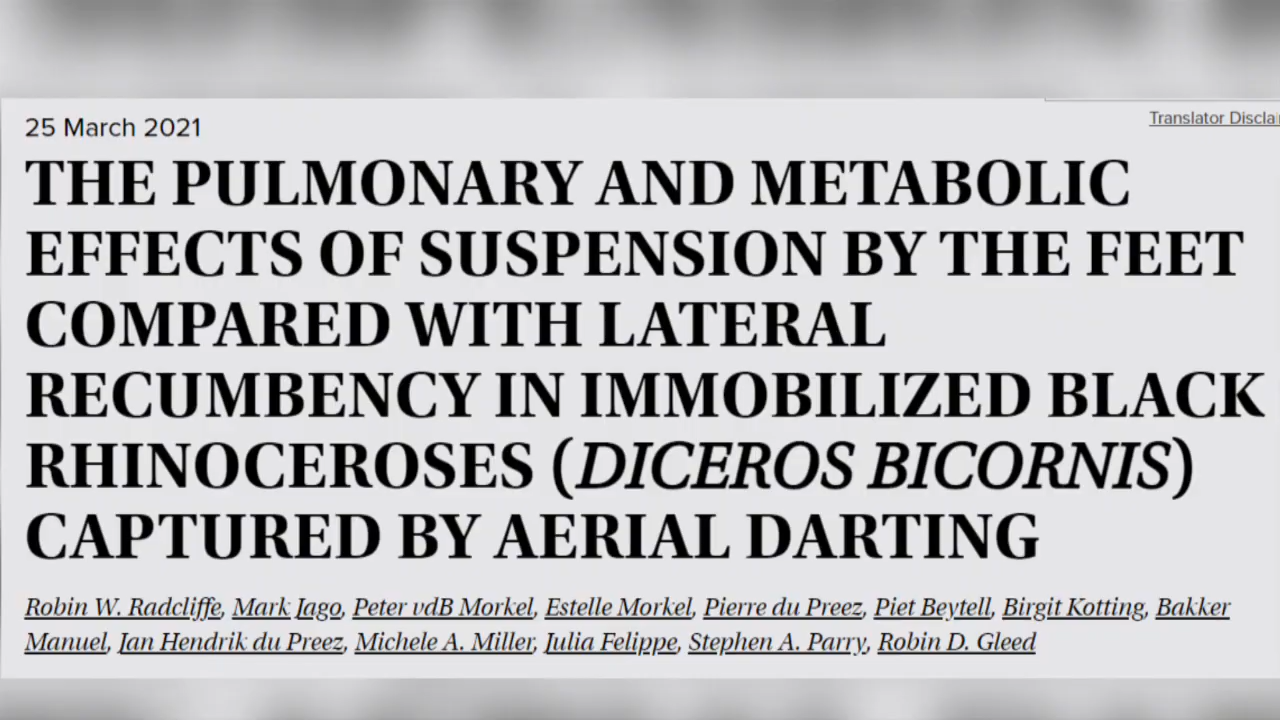 25 March 2021
Translator Disclai
THE PULMONARY AND METABOLIC
EFFECTS OF SUSPENSION BY THE FEET
COMPARED WITH LATERAL
RECUMBENCY IN IMMOBILIZED BLACK
RHINOCEROSES (DICEROS BICORNIS)
CAPTURED BY AERIAL DARTING
Robin W. Radcliffe, Mark Jago, Peter vdB Morkel, Estelle Morkel, Pierre du Preez, Piet Beytell, Birgit Kotting, Bakker
Manuel, Jan Hendrik du Preez, Michele A. Miller, Julia Felippe, Stephen A. Parry, Robin D. Gleed